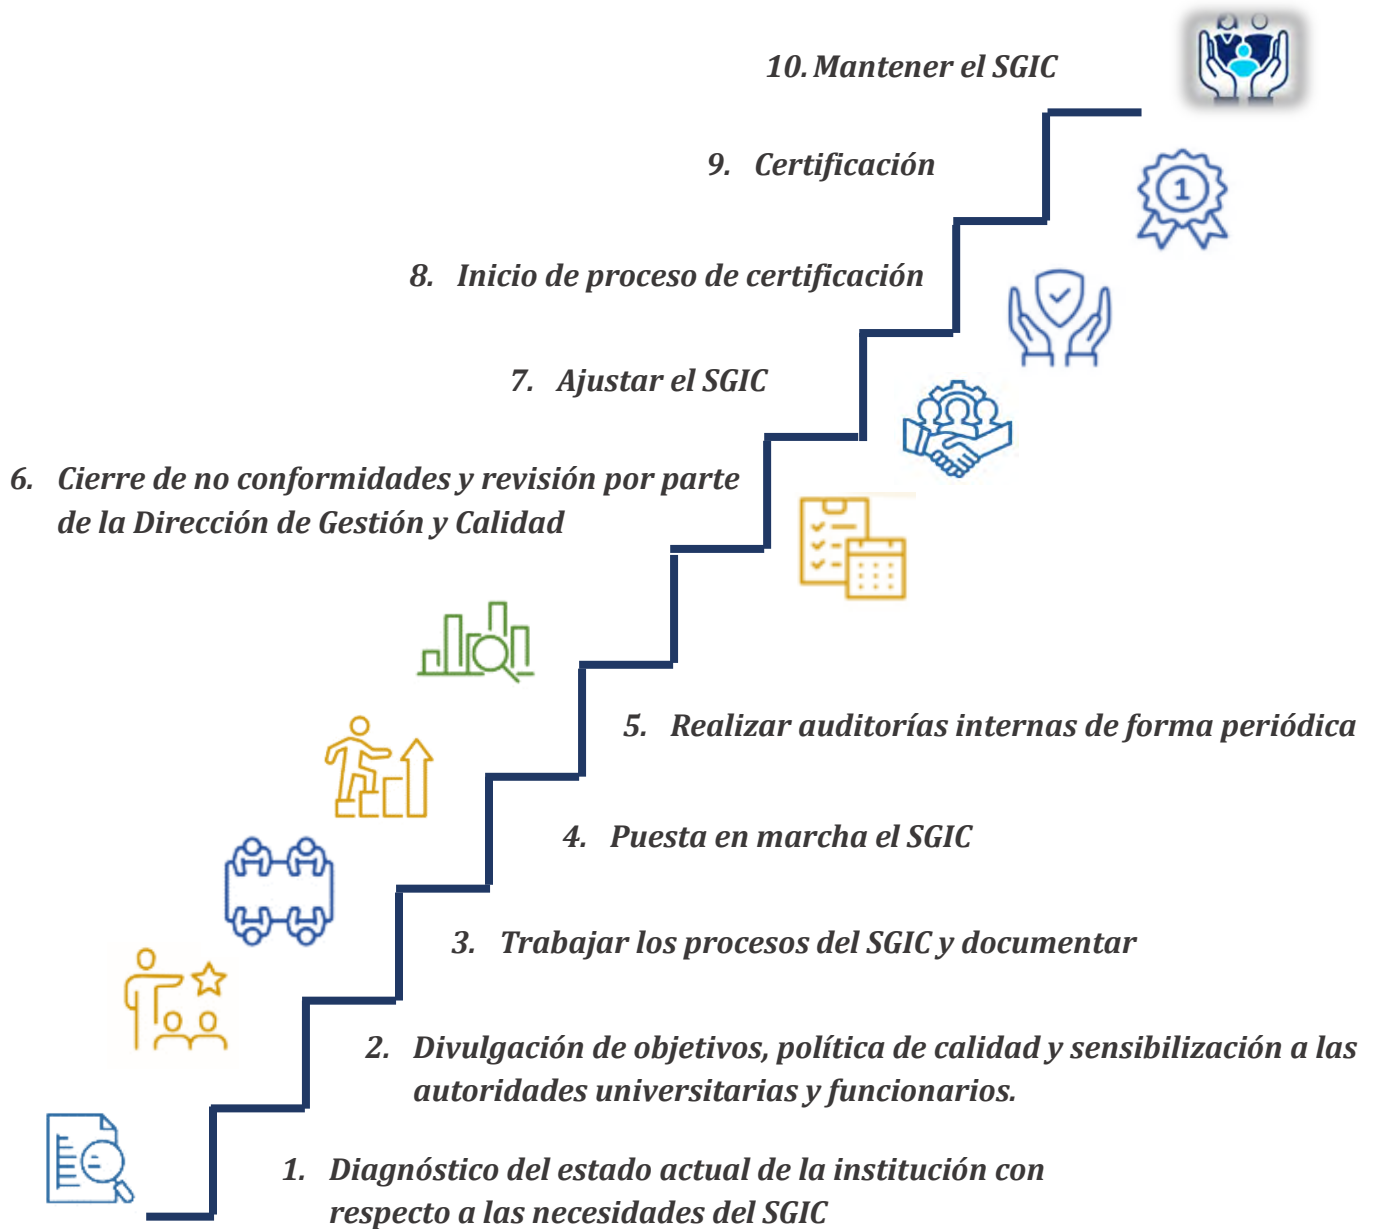 10. Mantener el SGIC
9. Certificación
8. Inicio de proceso de certificación
7. Ajustar el SGIC
6. Cierre de no conformidades y revisión por parte
de la Dirección de Gestión y Calidad
5. Realizar auditorías internas de forma periódica
4. Puesta en marcha el SGIC
3. Trabajar los procesos del SGIC y documentar
2. Divulgación de objetivos, política de calidad y sensibilización a las
autoridades universitarias y funcionarios.
1. Diagnóstico del estado actual de la institución con
respecto a las necesidades del SGIC
1